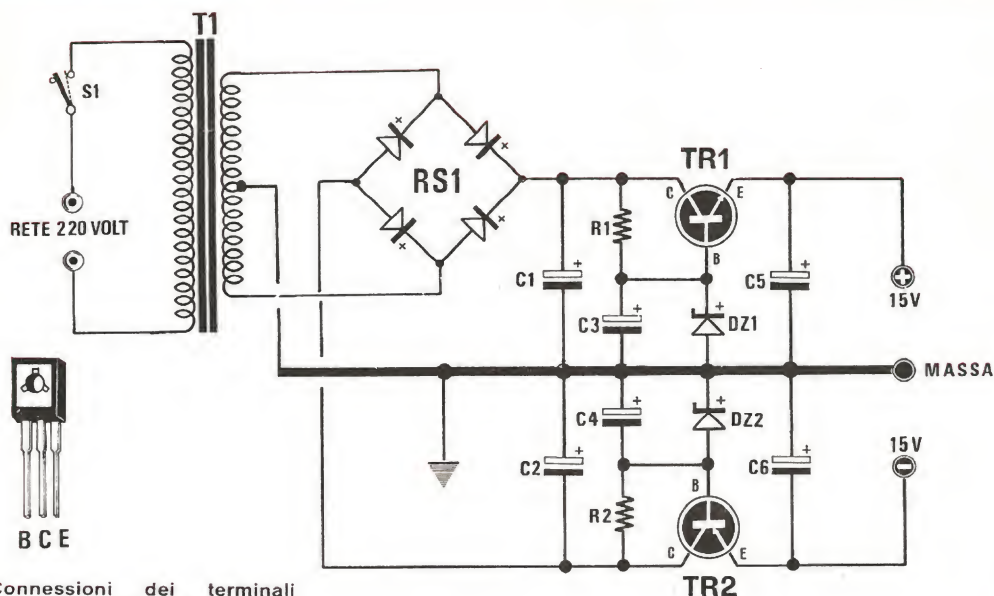 T1
S1
RETE 220 VOLT
RS1
TR1
C
E
B
R1
C1
+
C3
+
DZ1
+
C5
+
+
15V
MASSA
C4
+
DZ2
+
C2
+
R2
C6
+
15V
-
B
C
E
TR2
B C E
Connessioni dei terminali